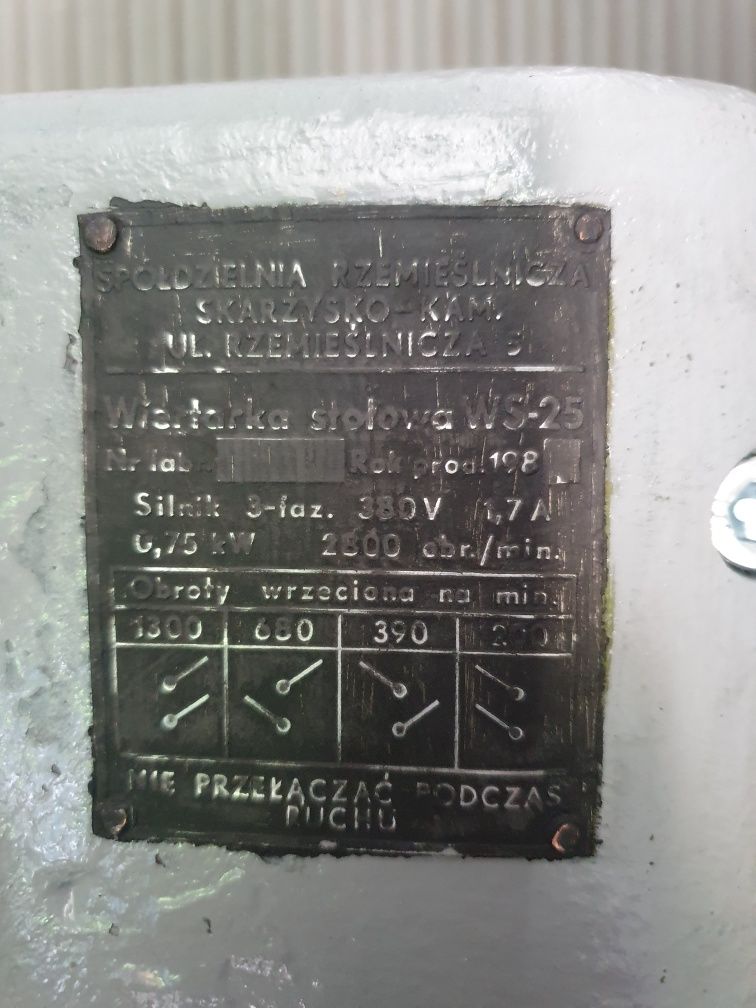 SPÓŁDZIELNIA RZEMIEŚLNICZA
SKARŻYSKO-KAM.
UL. RZEMIEŚLNICZA 5
Wiertarka stołowa WS-25
Nr fabr. Rok prod. 198
Silnik 3-faz. 380V 1,7A
0,75 kW 2800 obr./min.
Obroty wrzeciona na min.
1300 680 390
NIE PRZEŁĄCZAĆ PODCZAS
RUCHU